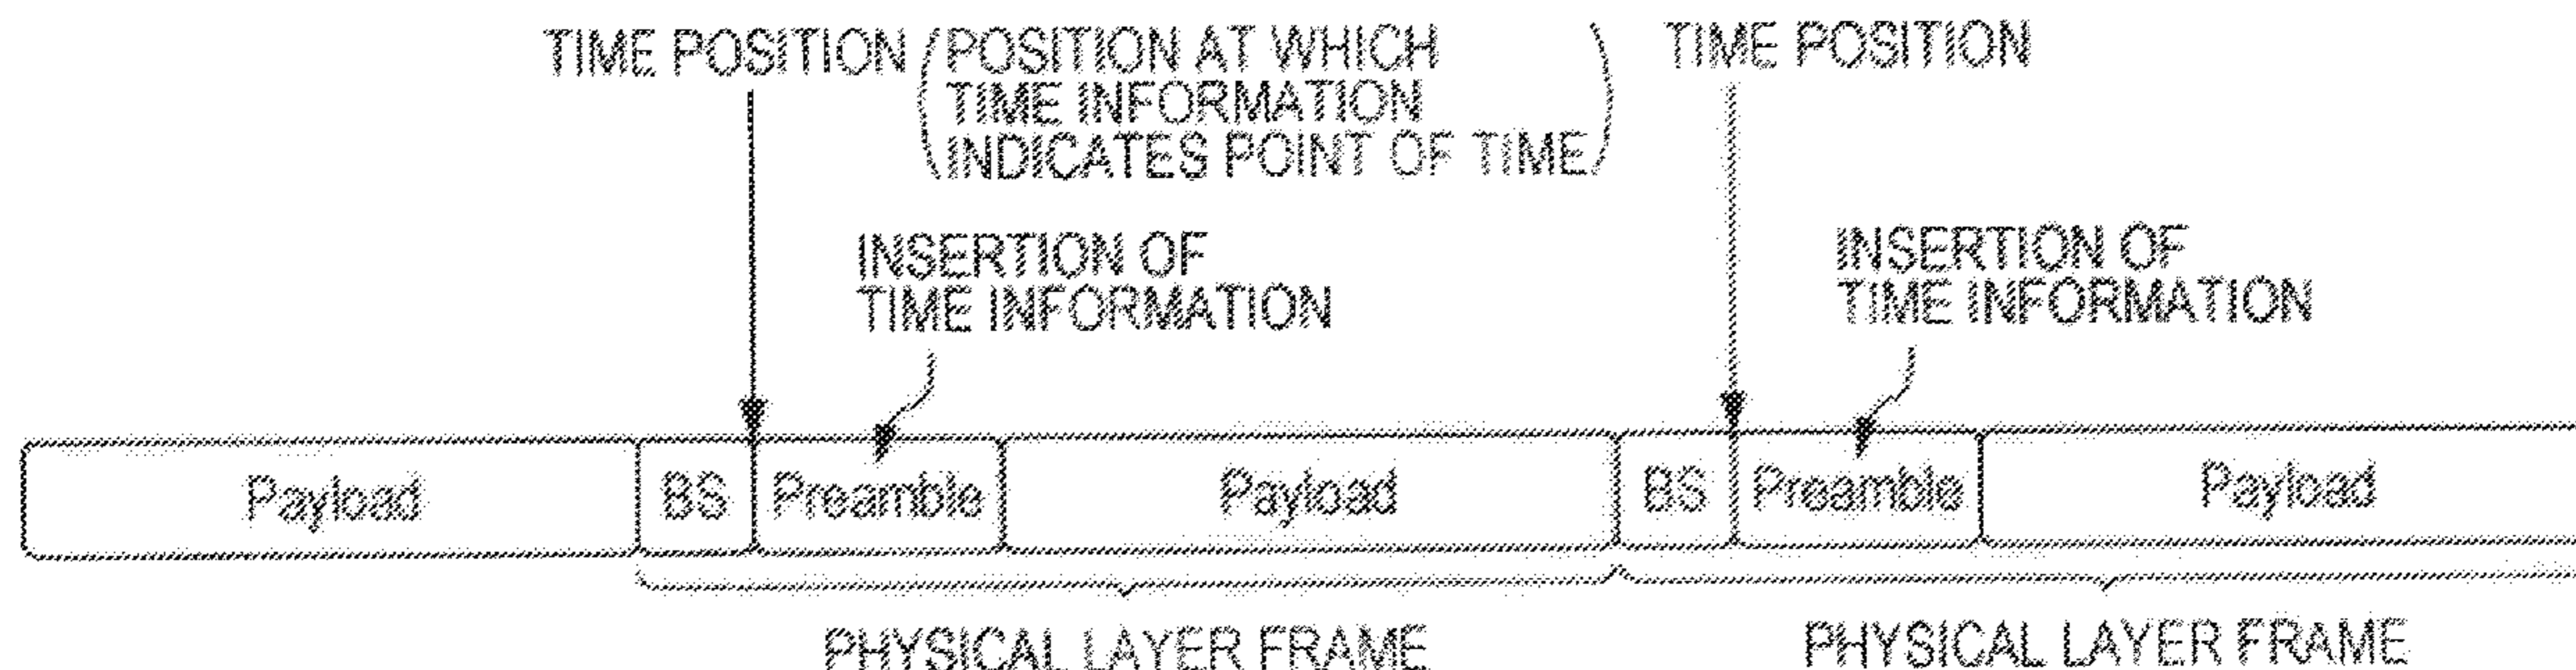 TIME POSITION
(POSITION AT WHICH
TIME INFORMATION
INDICATES POINT OF TIME)
TIME POSITION
INSERTION OF
TIME INFORMATION
INSERTION OF
TIME INFORMATION
Payload BS Preamble Payload BS Preamble Payload
PHYSICAL LAYER FRAME PHYSICAL LAYER FRAME